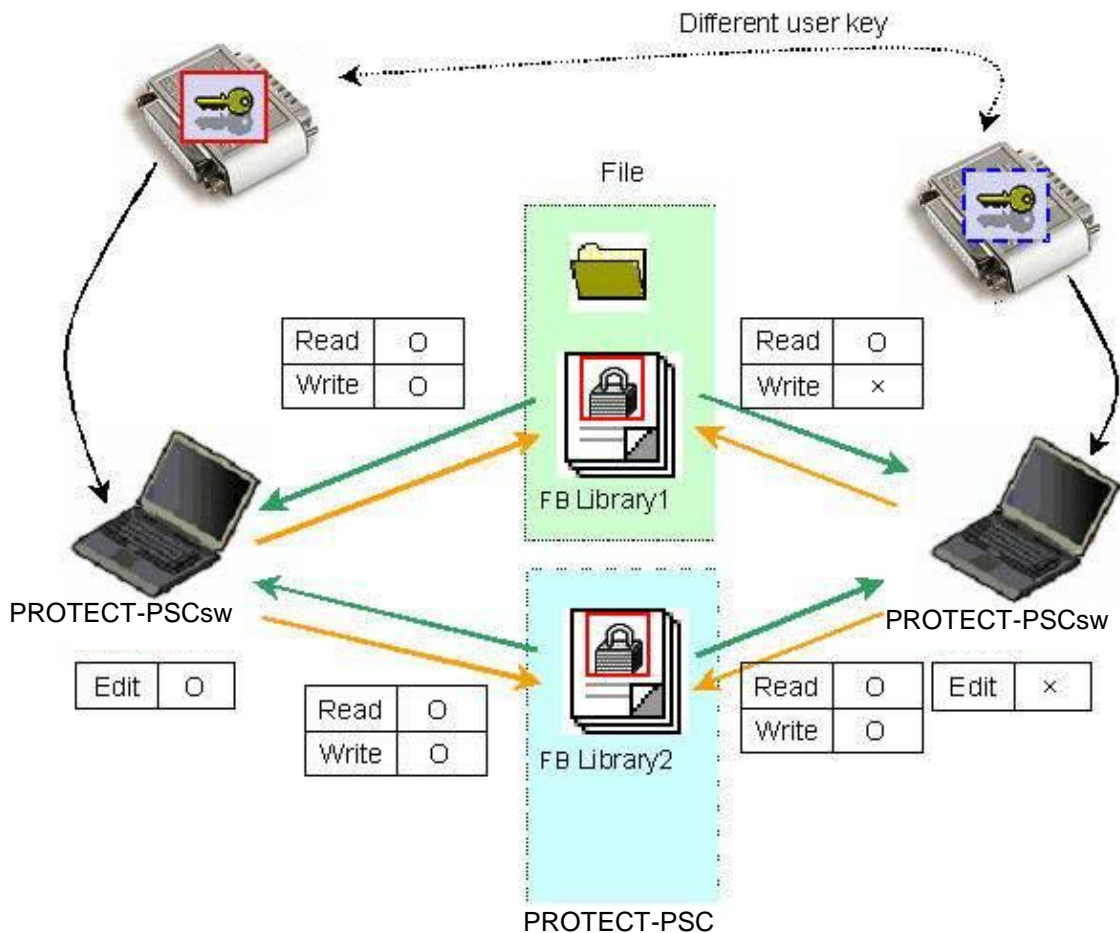 Different user key
File
Read O
Write O
Read O
Write ×
FB Library1
PROTECT-PSCsw
PROTECT-PSCsw
Edit O
Read O
Write O
Read O
Write O
Edit ×
FB Library2
PROTECT-PSC